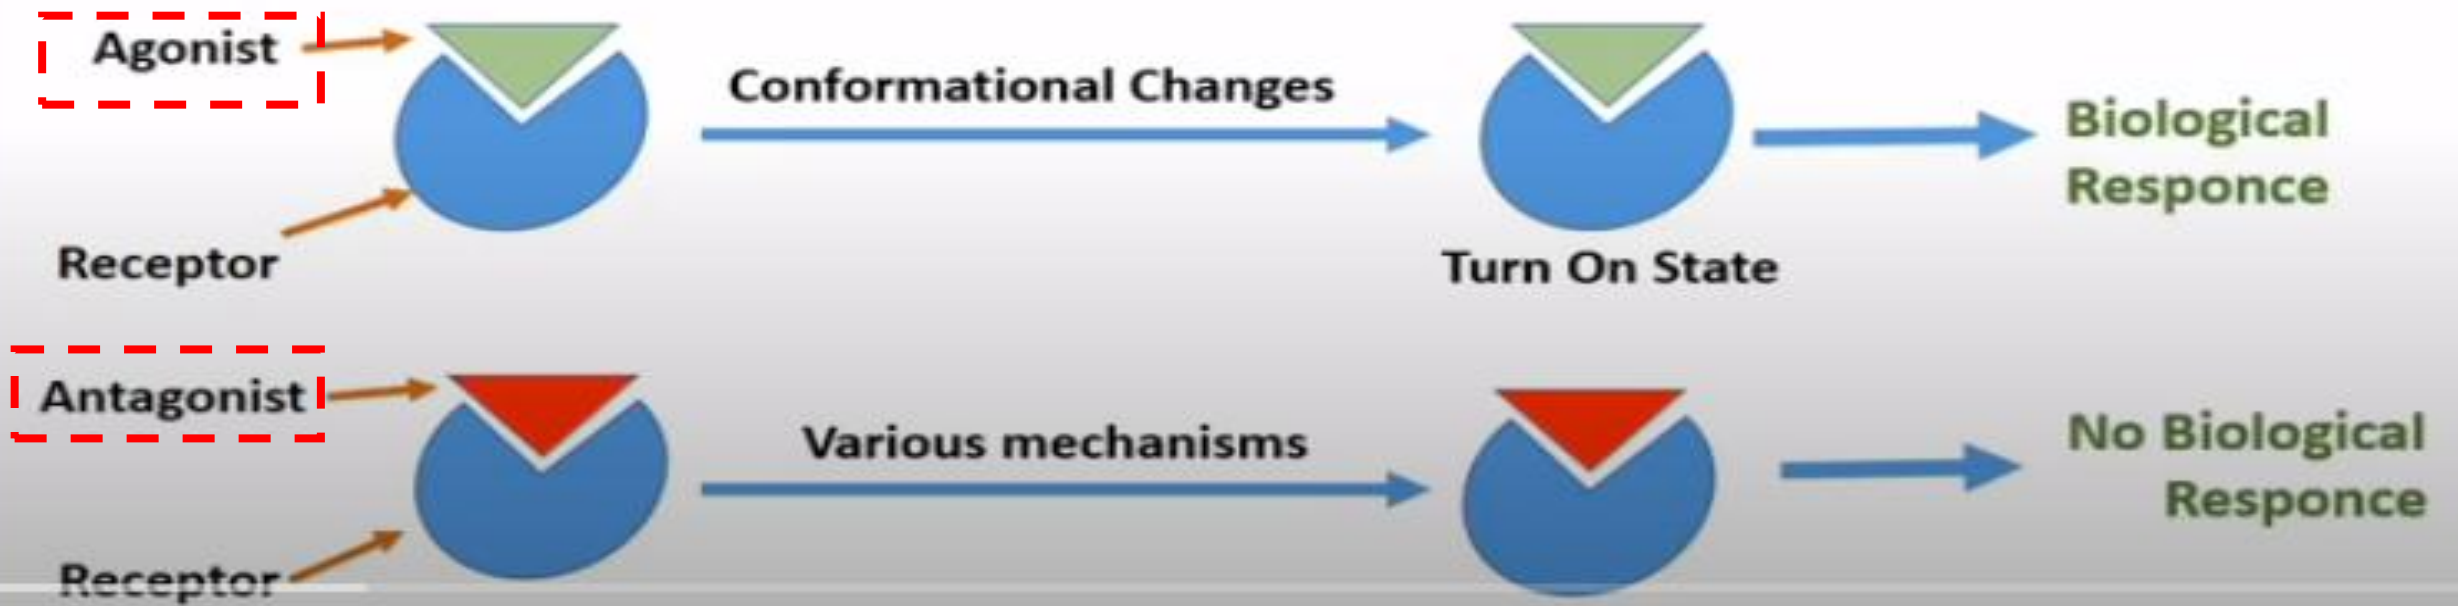 Agonist
Conformational Changes
Biological
Responce
Receptor
Turn On State
Antagonist
Various mechanisms
No Biological
Responce
Receptor